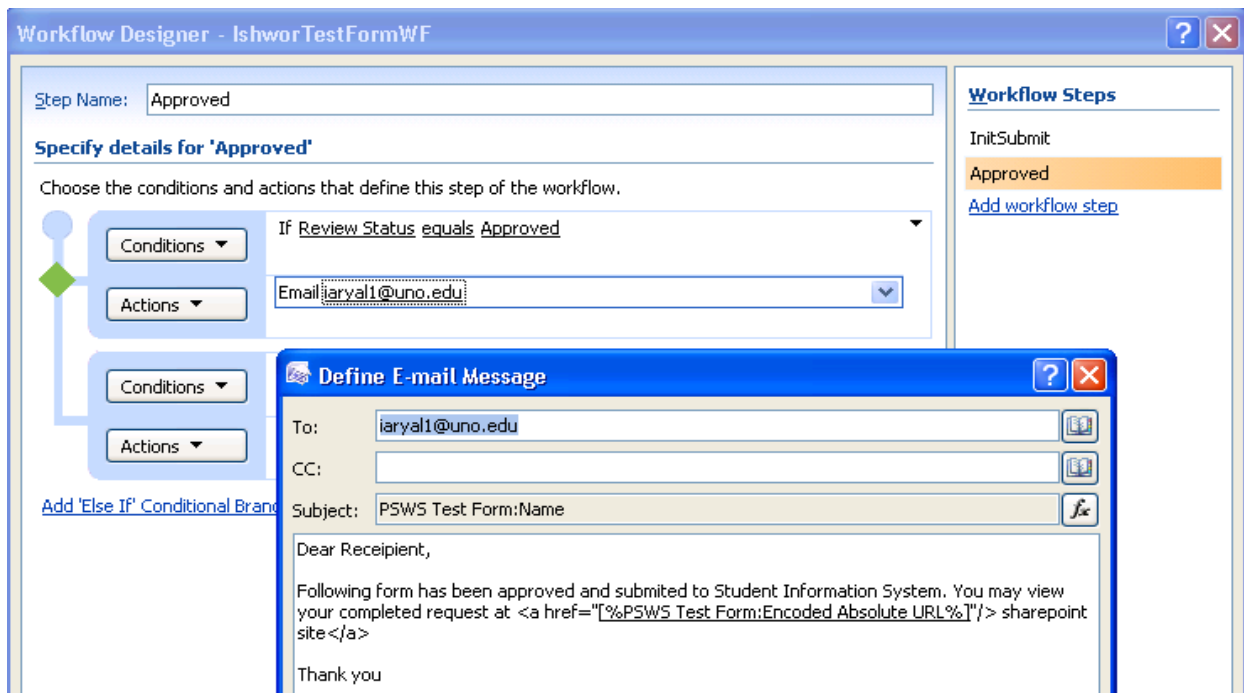 Workflow Designer - IshworTestFormWF
Step Name: Approved
Specify details for 'Approved'
Choose the conditions and actions that define this step of the workflow.
Conditions
If Review Status equals Approved
Actions
Email iaryal1@uno.edu
Conditions
Actions
Add 'Else If' Conditional Branc
Workflow Steps
InitSubmit
Approved
Add workflow step
Define E-mail Message
To: iaryal1@uno.edu
CC:
Subject: PSWS Test Form:Name
fx
Dear Receipient,
Following form has been approved and submited to Student Information System. You may view
your completed request at <a href="[%PSWS Test Form:Encoded Absolute URL%]"/> sharepoint
site</a>
Thank you